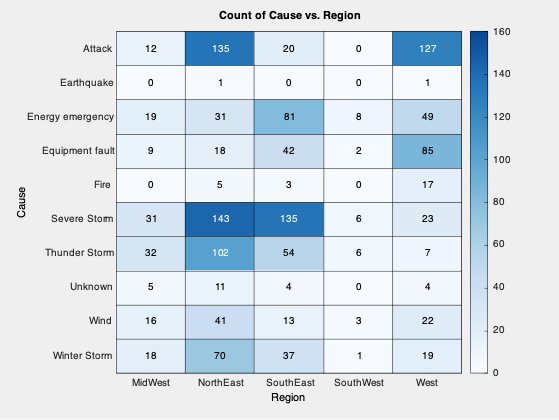 Count of Cause vs. Region
Attack 12 135 20 0 127
Earthquake 0 1 0 0 1
Energy emergency 19 31 81 8 49
Equipment fault 9 18 42 2 85
Fire 0 5 3 0 17
Severe Storm 31 143 135 6 23
Thunder Storm 32 102 54 6 7
Unknown 5 11 4 0 4
Wind 16 41 13 3 22
Winter Storm 18 70 37 1 19
MidWest NorthEast SouthEast SouthWest West
Region
Cause
160
140
120
100
80
60
40
20
0